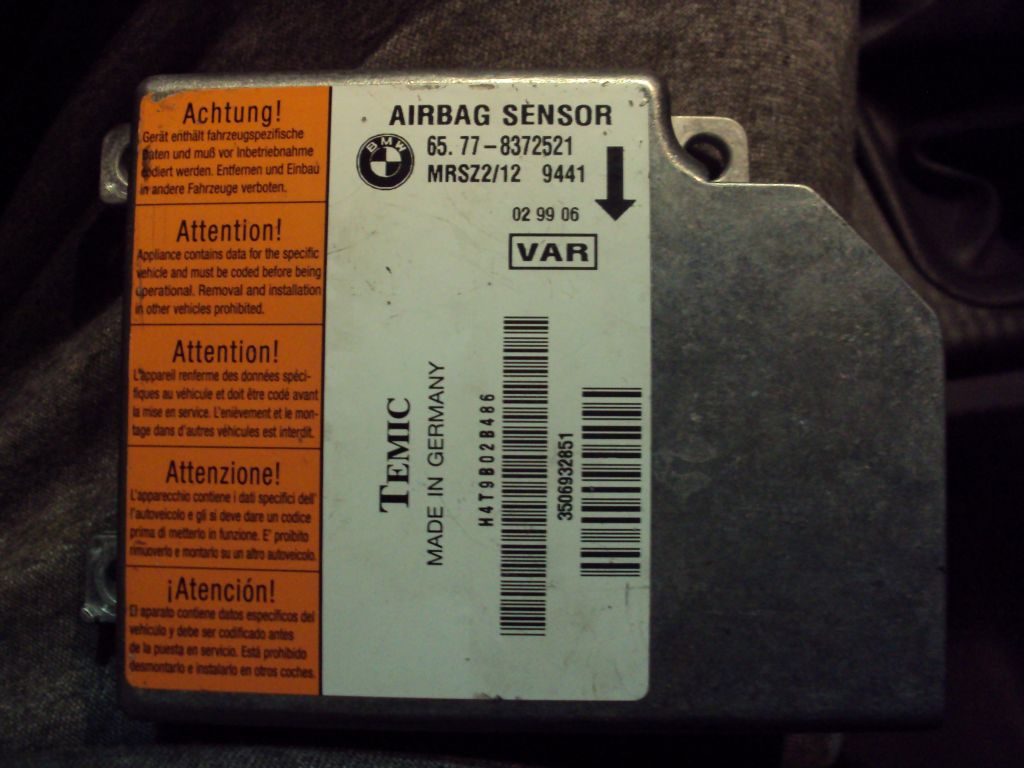 Achtung!
Gerät enthält fahrzeugspezifische
Daten und muß vor Inbetriebnahme
codiert werden. Entfernen und Einbau
in andere Fahrzeuge verboten.
Attention!
Appliance contains data for the specific
vehicle and must be coded before being
operational. Removal and installation
in other vehicles prohibited.
Attention!
L'appareil renferme des données spéci-
fiques au véhicule et doit être codé avant
la mise en service. L'enièvement et le mon-
tage dans d'autres véhicules est interdit.
Attenzione!
L'apparecchio contiene i dati specifici dell'
l'autoveicolo e gli si deve dare un codice
prima di metterlo in funzione. E' proibito
rimuoverlo e montarlo su un altro autoveicolo.
¡Atención!
El aparato contiene datos específicos del
vehículo y debe ser codificado antes
de la puesta en servicio. Está prohibido
desmontarlo e instalarlo en otros coches.
AIRBAG SENSOR
BMW
65. 77-8372521
MRSZ2/12 9441
02 99 06
VAR
TEMIC
MADE IN GERMANY
H4T9B02B486
3506932851